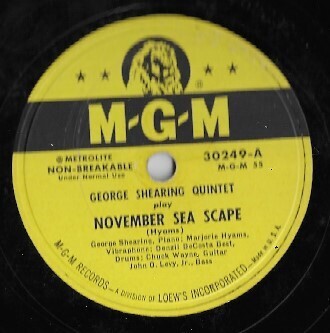 M-G-M
® METROLITE
NON-BREAKABLE
Under Normal Use
30249-A
M-G-M 55
GEORGE SHEARING QUINTET
play
NOVEMBER SEA SCAPE
(Hyams)
George Shearing, Piano; Marjorie Hyams,
Vibraphone; Denzil DeCosta Best,
Drums; Chuck Wayne, Guitar
John O. Levy, Jr., Bass
M-G-M RECORDS - A DIVISION OF LOEW'S INCORPORATED - MADE IN U.S.A.